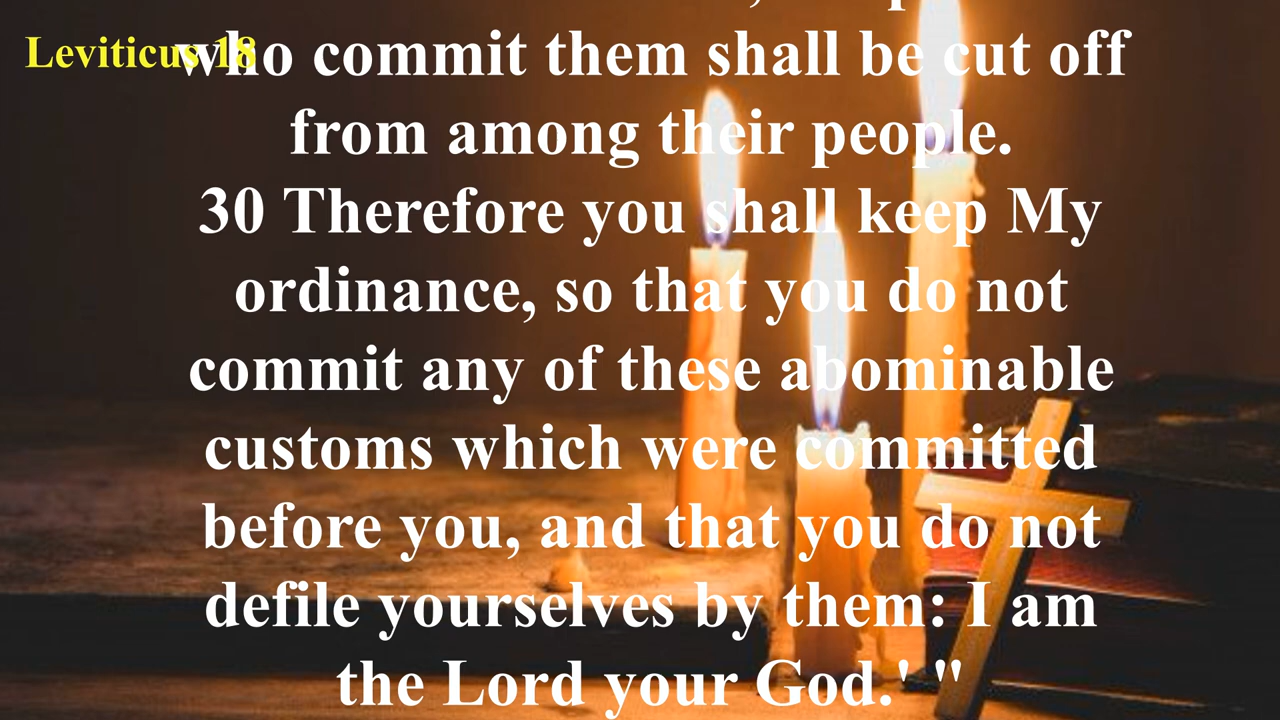 Leviticus 18
who commit them shall be cut off
from among their people.
30 Therefore you shall keep My
ordinance, so that you do not
commit any of these abominable
customs which were committed
before you, and that you do not
defile yourselves by them: I am
the Lord your God.' "